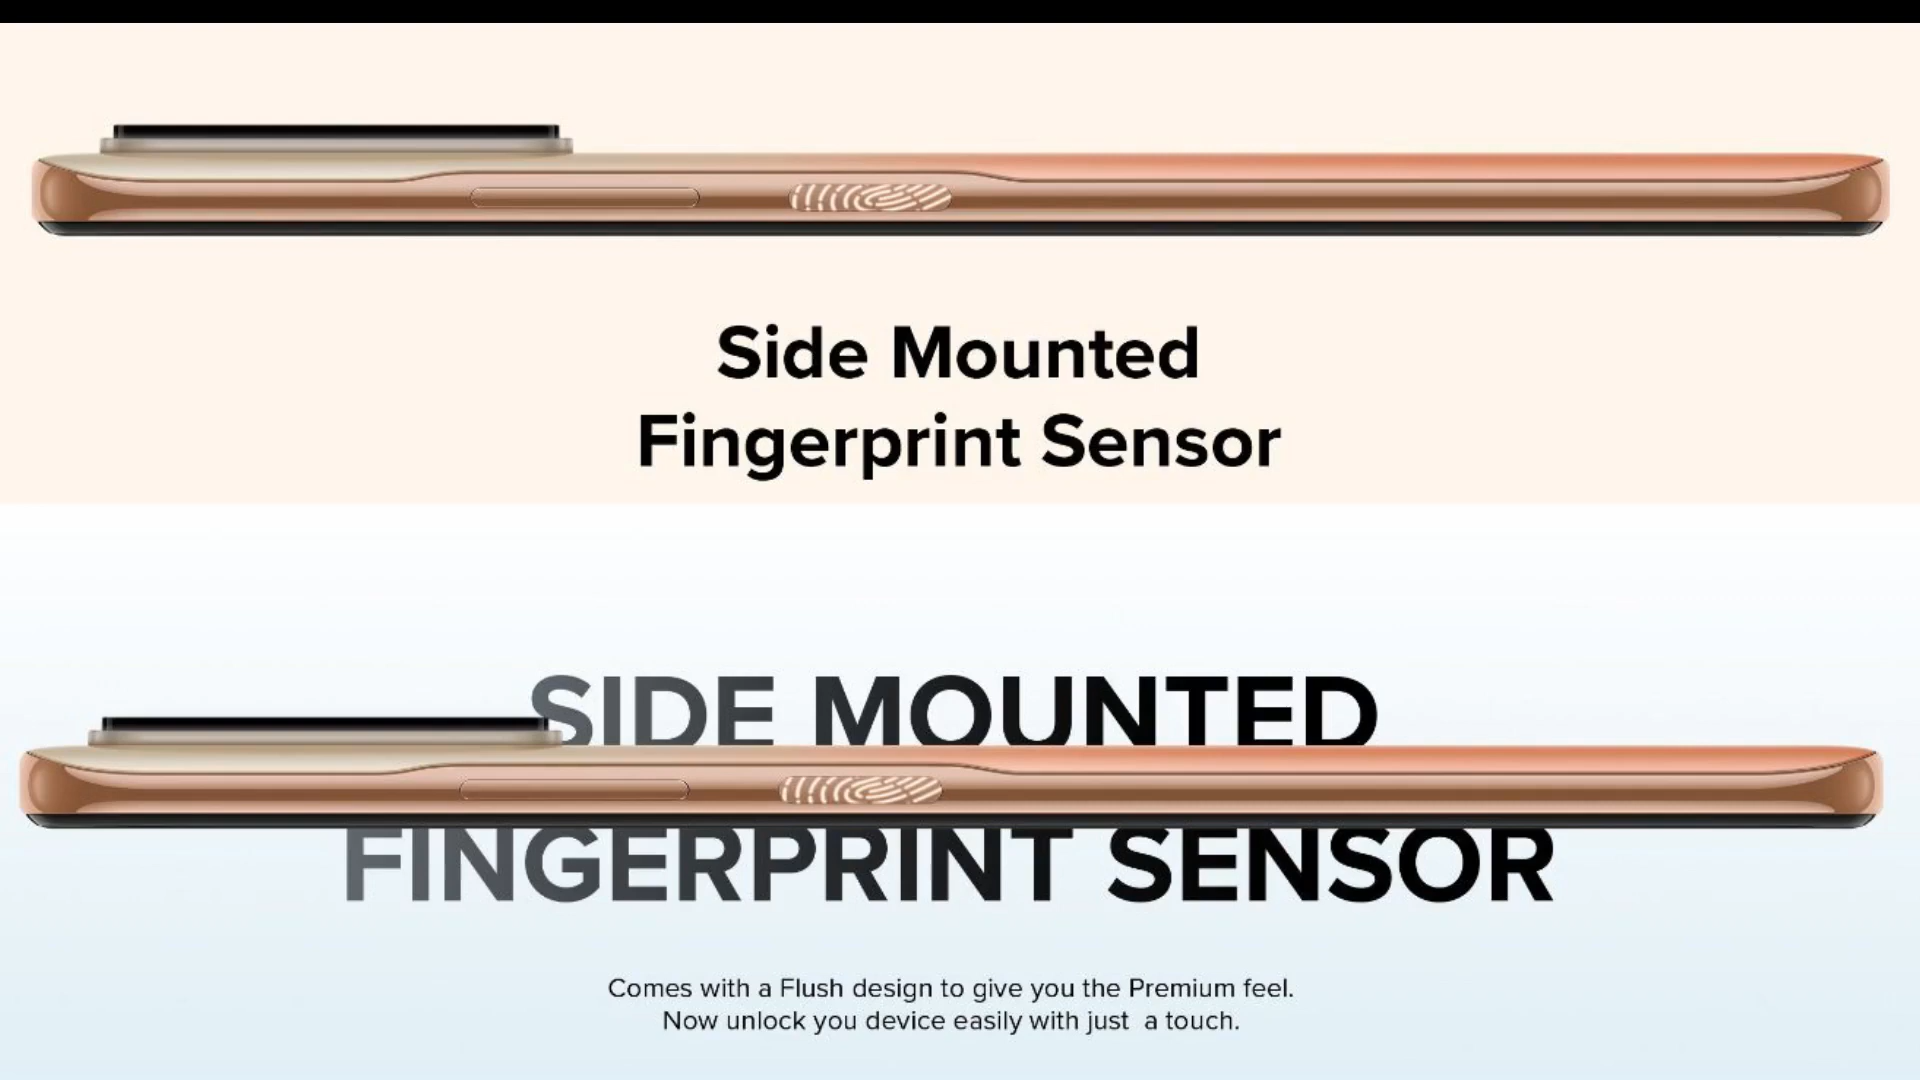 Side Mounted
Fingerprint Sensor
SIDE MOUNTED
FINGERPRINT SENSOR
Comes with a Flush design to give you the Premium feel.
Now unlock you device easily with just  a touch.